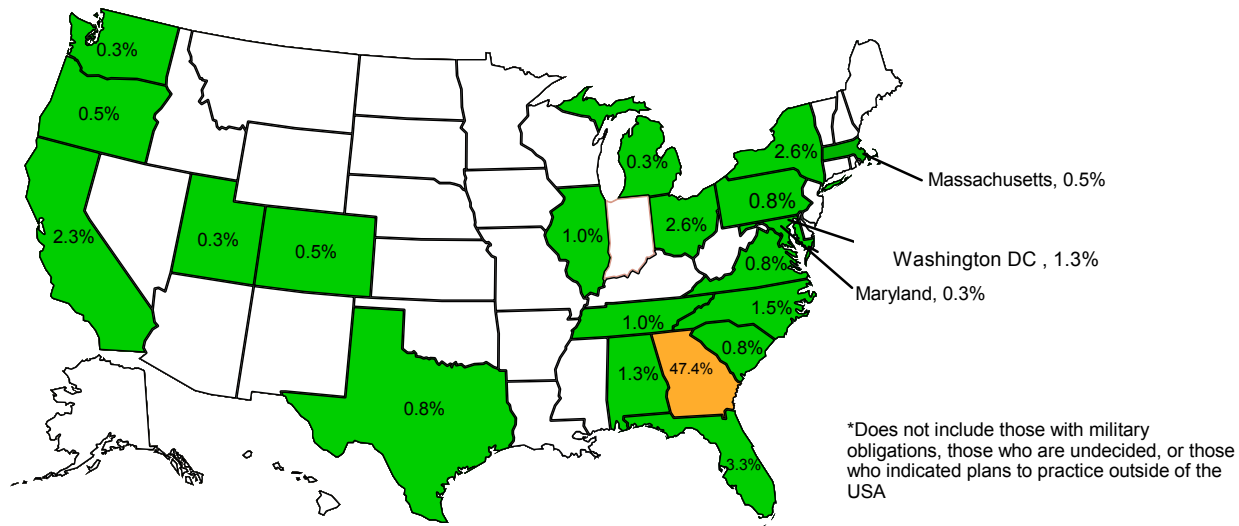 0.3%
0.5%
2.3%
0.3%
0.5%
0.8%
1.0%
0.3%
2.6%
2.6%
0.8%
Massachusetts, 0.5%
Washington DC , 1.3%
Maryland, 0.3%
0.8%
1.5%
1.0%
0.8%
1.3%
47.4%
3.3%
*Does not include those with military
obligations, those who are undecided, or those
who indicated plans to practice outside of the
USA